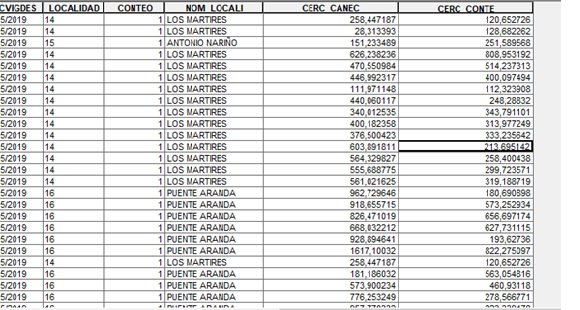 CVIGDES LOCALIDAD CONTEO NOM_LOCALI CERC_CANEC CERC_CONTE
5/2019 14 1 LOS MARTIRES 258,447187 120,652726
5/2019 14 1 LOS MARTIRES 28,313393 128,682262
5/2019 15 1 ANTONIO NARIÑO 151,233489 251,589568
5/2019 14 1 LOS MARTIRES 626,238236 808,953192
5/2019 14 1 LOS MARTIRES 470,550984 514,237313
5/2019 14 1 LOS MARTIRES 446,992317 400,097494
5/2019 14 1 LOS MARTIRES 111,971148 112,323908
5/2019 14 1 LOS MARTIRES 440,060117 248,28832
5/2019 14 1 LOS MARTIRES 340,012535 343,791101
5/2019 14 1 LOS MARTIRES 400,182358 313,977249
5/2019 14 1 LOS MARTIRES 376,500423 333,235542
5/2019 14 1 LOS MARTIRES 603,891811 213,695142
5/2019 14 1 LOS MARTIRES 564,329827 258,400438
5/2019 14 1 LOS MARTIRES 555,688775 299,723571
5/2019 14 1 LOS MARTIRES 561,021625 319,188719
5/2019 16 1 PUENTE ARANDA 962,729646 180,690898
5/2019 16 1 PUENTE ARANDA 918,655715 573,252934
5/2019 16 1 PUENTE ARANDA 826,471019 656,697174
5/2019 16 1 PUENTE ARANDA 668,032212 627,731115
5/2019 16 1 PUENTE ARANDA 928,894641 193,62736
5/2019 16 1 PUENTE ARANDA 1617,10032 822,275397
5/2019 14 1 LOS MARTIRES 258,447187 120,652726
5/2019 16 1 PUENTE ARANDA 181,186032 563,054816
5/2019 16 1 PUENTE ARANDA 573,900234 460,93118
5/2019 16 1 PUENTE ARANDA 776,253249 278,566771
5/2019 16 1 PUENTE ARANDA